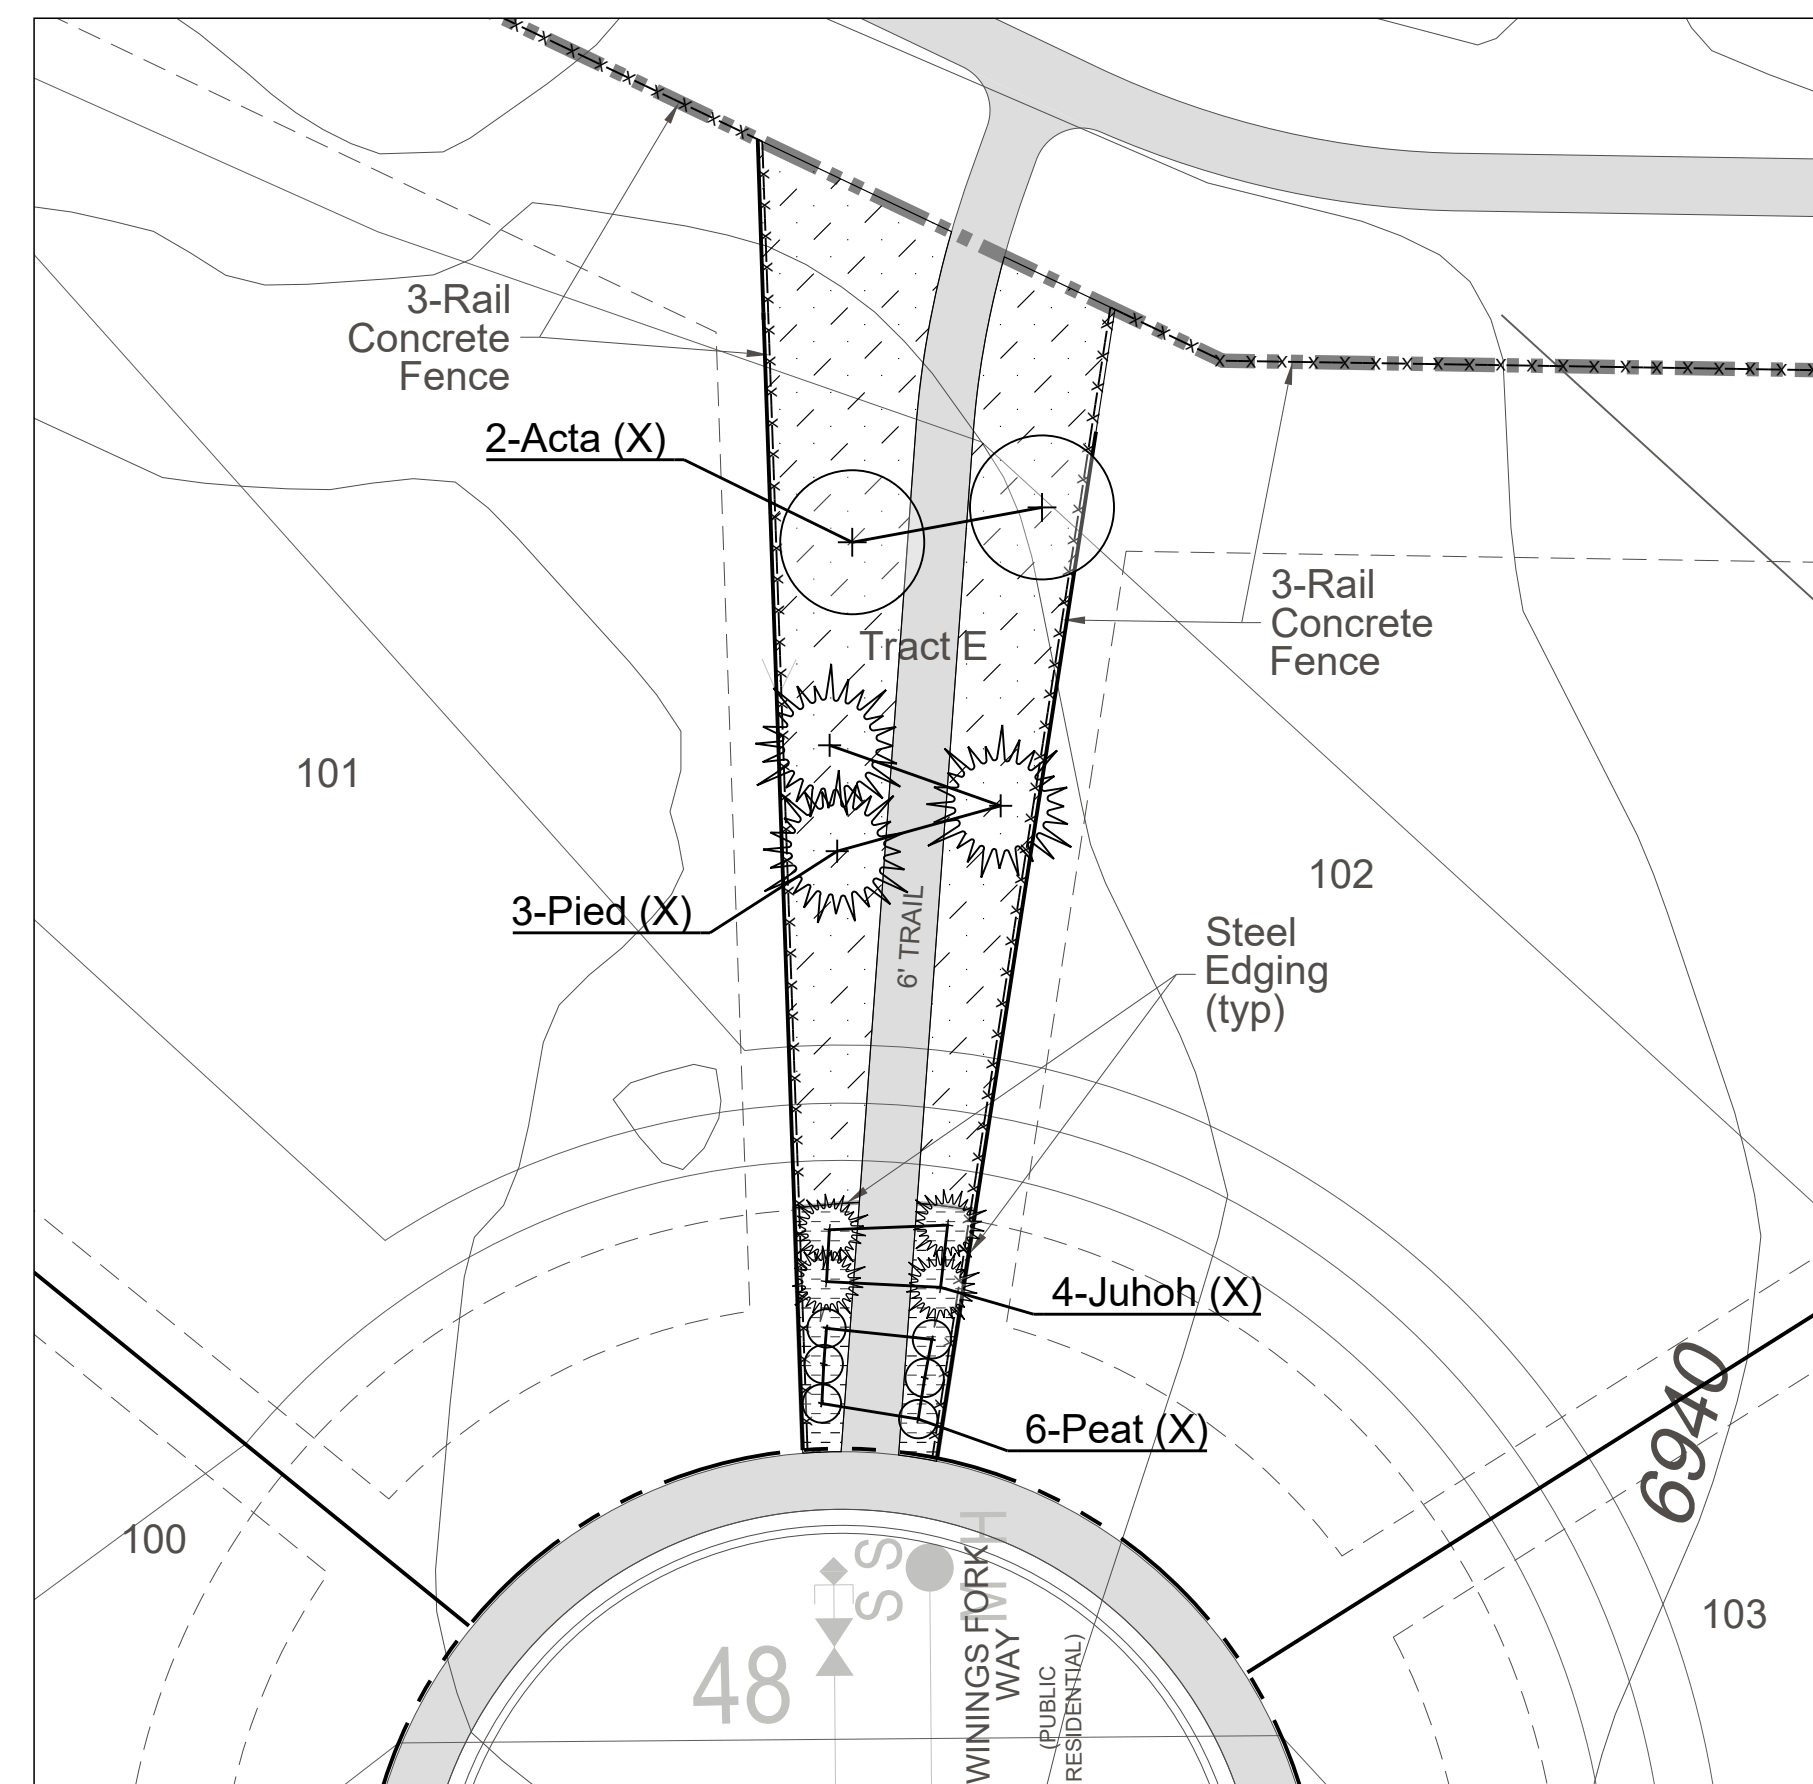 3-Rail
Concrete
Fence
2-Acta (X)
3-Rail
Concrete
Fence
Tract E
101
102
3-Pied (X)
6' TRAIL
Steel
Edging
(typ)
4-Juhoh (X)
6-Peat (X)
6940
100
103
SS
MH
48
WININGS FORK
WAY
(PUBLIC
RESIDENTIAL)